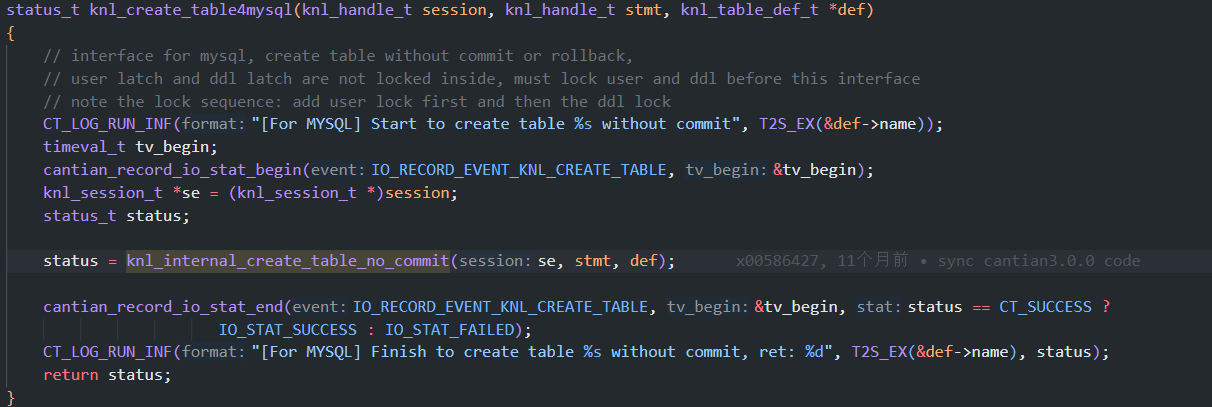 status_t knl_create_table4mysql(knl_handle_t session, knl_handle_t stmt, knl_table_def_t *def)
{
// interface for mysql, create table without commit or rollback,
// user latch and ddl latch are not locked inside, must lock user and ddl before this interface
// note the lock sequence: add user lock first and then the ddl lock
CT_LOG_RUN_INF(format: "[For MYSQL] Start to create table %s without commit", T2S_EX(&def->name));
timeval_t tv_begin;
cantian_record_io_stat_begin(event: IO_RECORD_EVENT_KNL_CREATE_TABLE, tv_begin: &tv_begin);
knl_session_t *se = (knl_session_t *)session;
status_t status;
status = knl_internal_create_table_no_commit(session: se, stmt, def); x00586427, 11个月前 • sync cantian3.0.0 code
cantian_record_io_stat_end(event: IO_RECORD_EVENT_KNL_CREATE_TABLE, tv_begin: &tv_begin, stat: status == CT_SUCCESS ?
IO_STAT_SUCCESS : IO_STAT_FAILED);
CT_LOG_RUN_INF(format: "[For MYSQL] Finish to create table %s without commit, ret: %d", T2S_EX(&def->name), status);
return status;
}